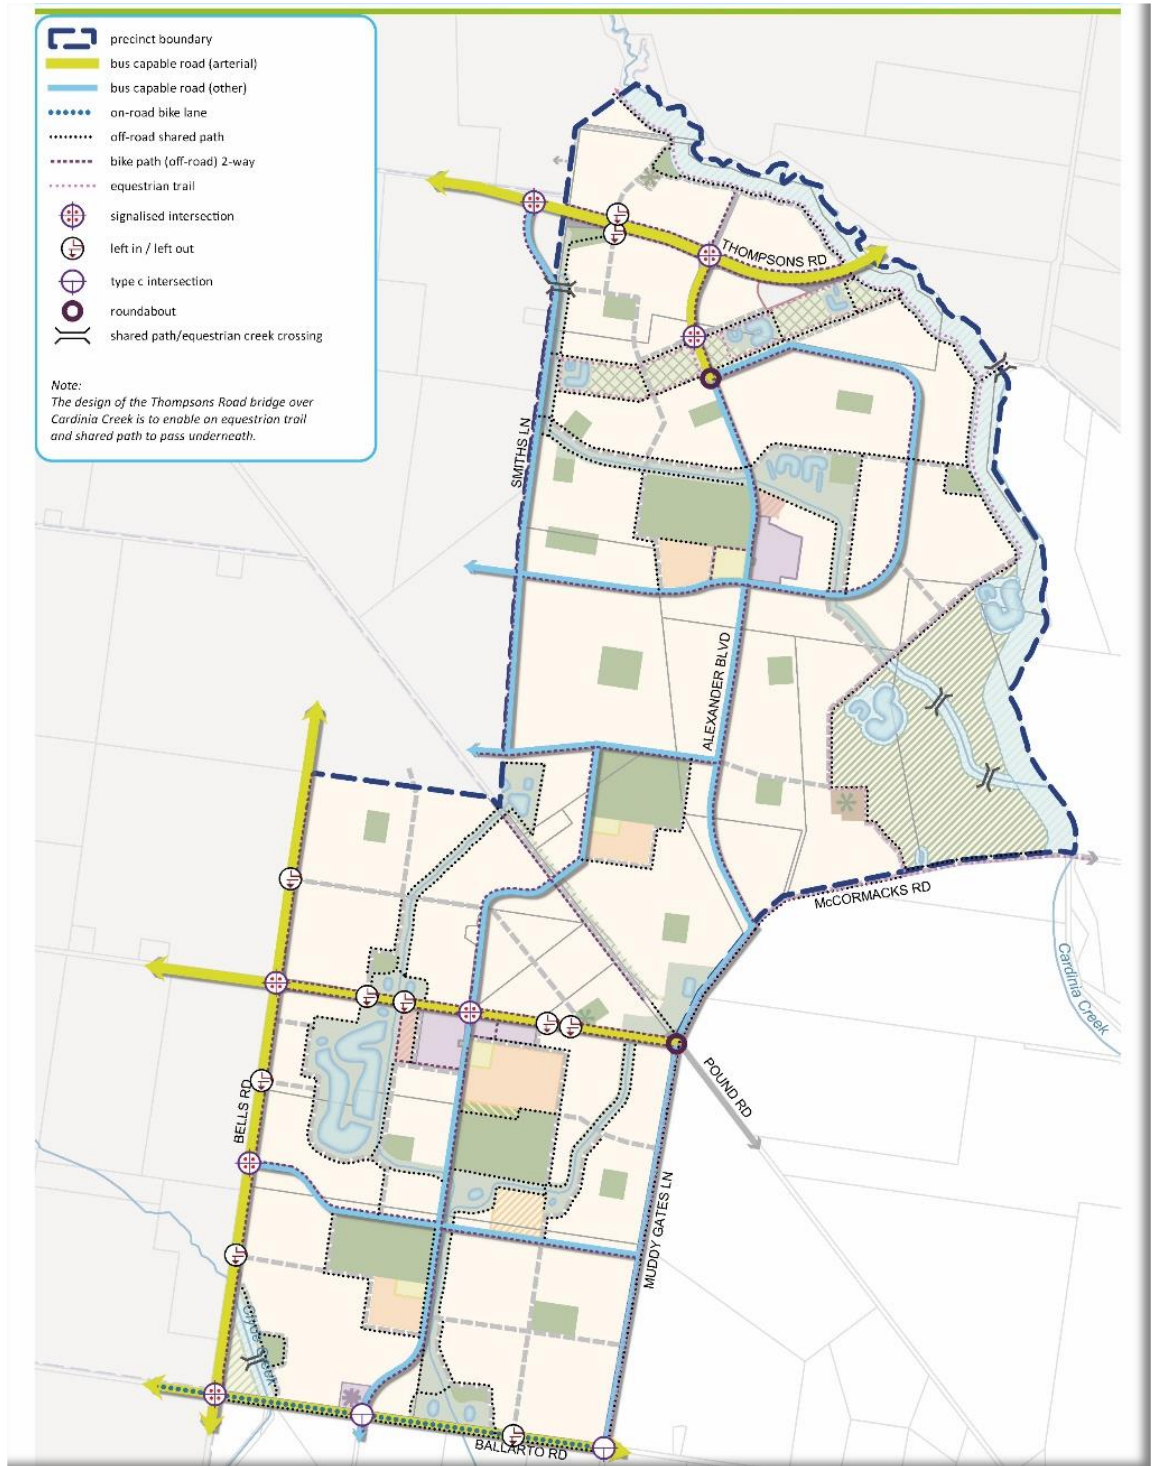 precinct boundary
bus capable road (arterial)
bus capable road (other)
on-road bike lane
off-road shared path
bike path (off-road) 2-way
equestrian trail
signalised intersection
left in / left out
type c intersection
roundabout
shared path/equestrian creek crossing
Note:
The design of the Thompsons Road bridge over
Cardinia Creek is to enable an equestrian trail
and shared path to pass underneath.
THOMPSONS RD
SMITHS LN
ALEXANDER BLVD
McCORMACKS RD
Cardinia Creek
POUND RD
BELLS RD
MUDDY GATES LN
Clyde Creek
BALLARTO RD